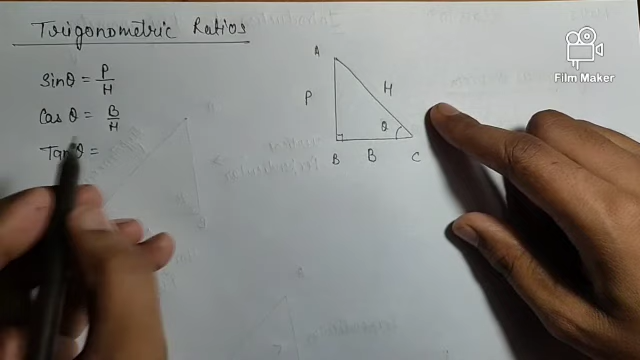 Trigonometric Ratios
Sinθ = P/H
Cos θ = B/H
Tanθ =
A
P
H
θ
B
B
C
Film Maker